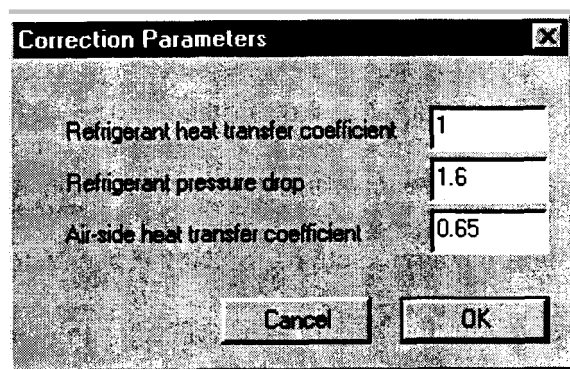 Correction Parameters
Refrigerant heat transfer coefficient 1
Refrigerant pressure drop 1.6
Air-side heat transfer coefficient 0.65
Cancel OK